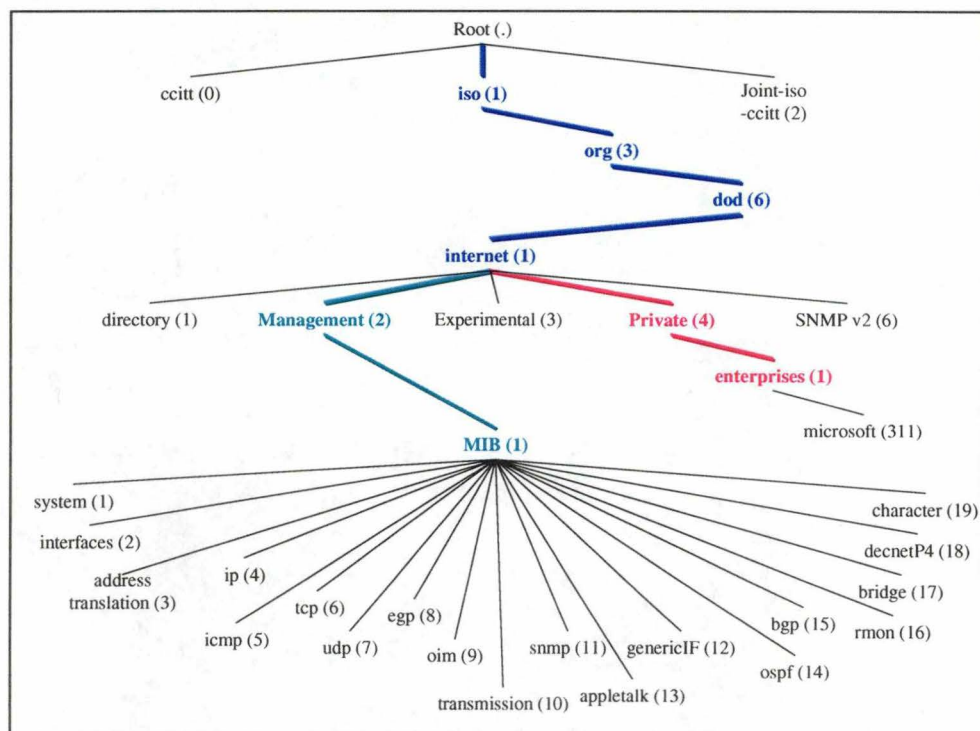 Root (.)
ccitt (0)
iso (1)
Joint-iso
-ccitt (2)
org (3)
dod (6)
internet (1)
directory (1)
Management (2)
Experimental (3)
Private (4)
SNMP v2 (6)
enterprises (1)
microsoft (311)
MIB (1)
system (1)
character (19)
interfaces (2)
decnetP4 (18)
address
translation (3)
ip (4)
bridge (17)
tcp (6)
egp (8)
bgp (15)
rmon (16)
icmp (5)
udp (7)
oim (9)
snmp (11)
genericIF (12)
ospf (14)
transmission (10)
appletalk (13)